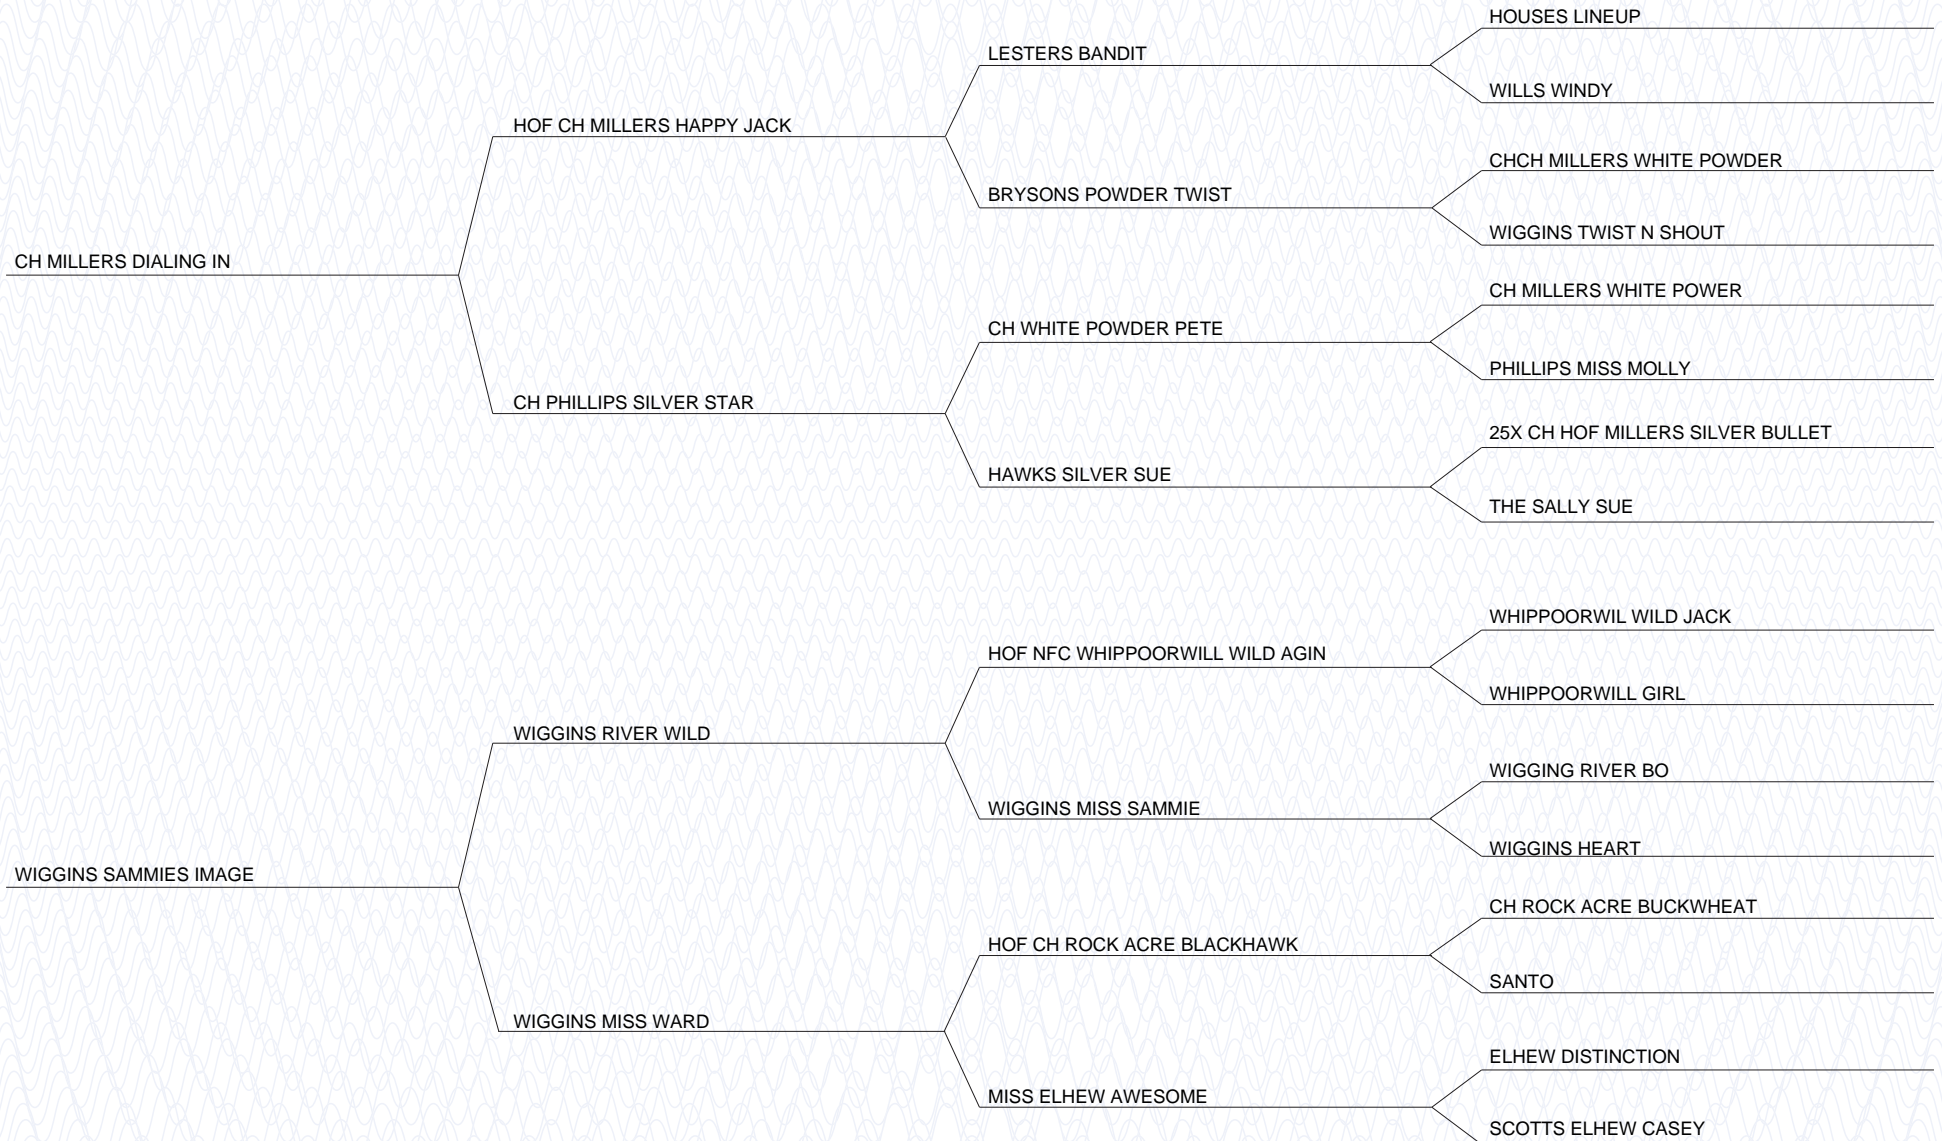 HOUSES LINEUP
LESTERS BANDIT
WILLS WINDY
HOF CH MILLERS HAPPY JACK
CHCH MILLERS WHITE POWDER
BRYSONS POWDER TWIST
WIGGINS TWIST N SHOUT
CH MILLERS DIALING IN
CH MILLERS WHITE POWER
CH WHITE POWDER PETE
PHILLIPS MISS MOLLY
CH PHILLIPS SILVER STAR
25X CH HOF MILLERS SILVER BULLET
HAWKS SILVER SUE
THE SALLY SUE
WHIPPOORWIL WILD JACK
HOF NFC WHIPPOORWILL WILD AGIN
WHIPPOORWILL GIRL
WIGGINS RIVER WILD
WIGGING RIVER BO
WIGGINS MISS SAMMIE
WIGGINS HEART
WIGGINS SAMMIES IMAGE
CH ROCK ACRE BUCKWHEAT
HOF CH ROCK ACRE BLACKHAWK
SANTO
WIGGINS MISS WARD
ELHEW DISTINCTION
MISS ELHEW AWESOME
SCOTTS ELHEW CASEY